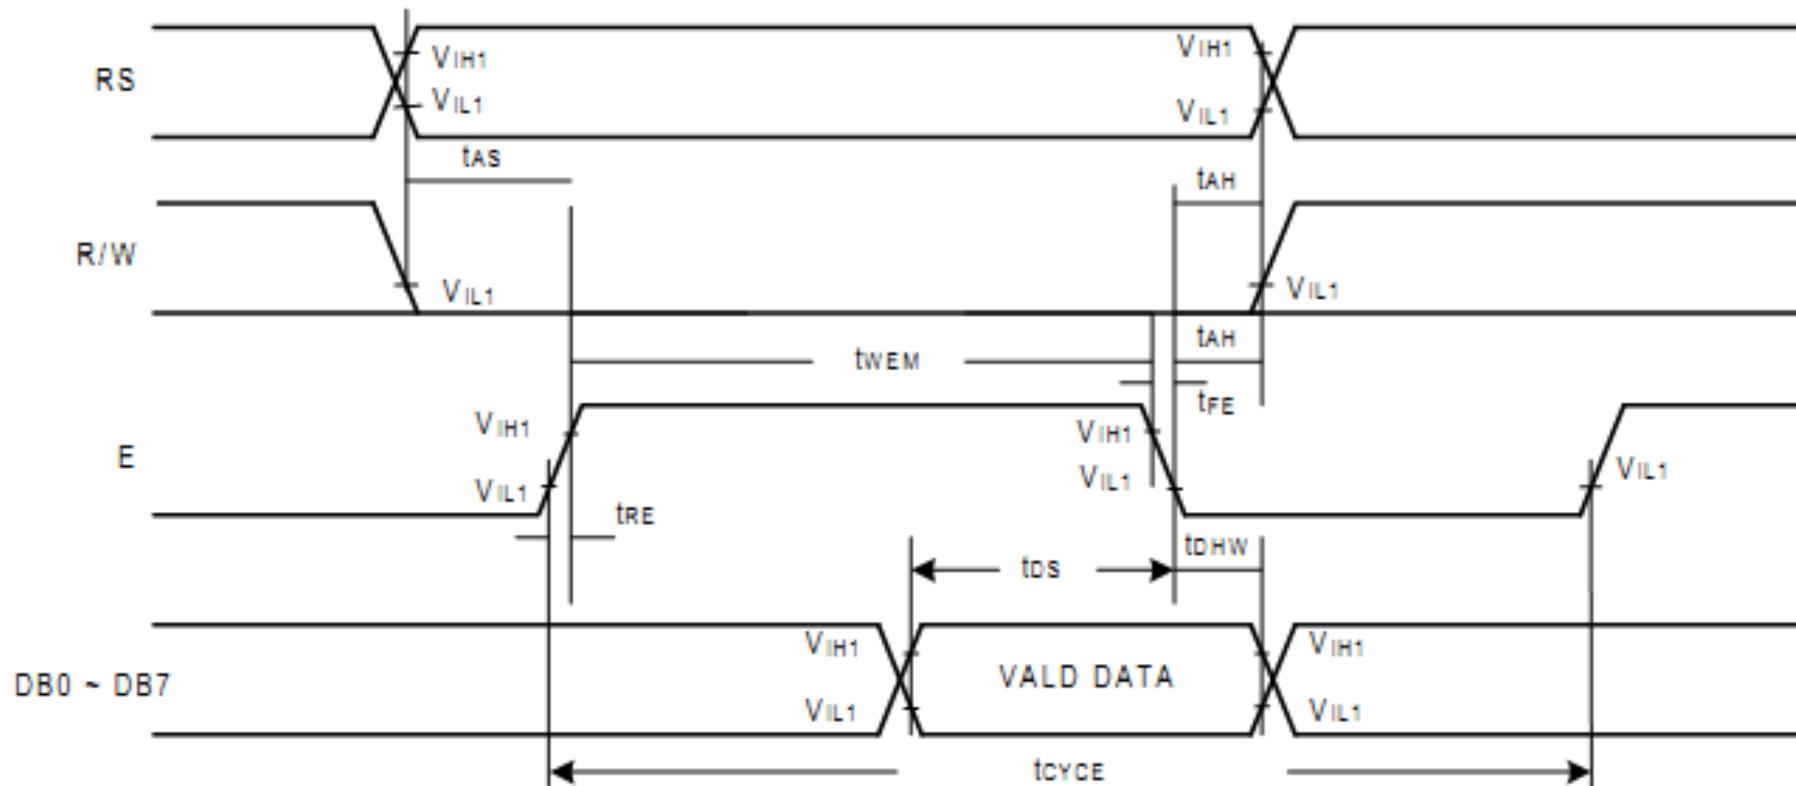 RS
VIH1
VIL1
VIH1
VIL1
tAS
tAH
R/W
VIL1
VIL1
tWEM
tAH
tFE
E
VIH1
VIL1
VIH1
VIL1
VIL1
tRE
tDS
tDHW
DB0 ~ DB7
VIH1
VIL1
VALD DATA
VIH1
VIL1
tCYCE